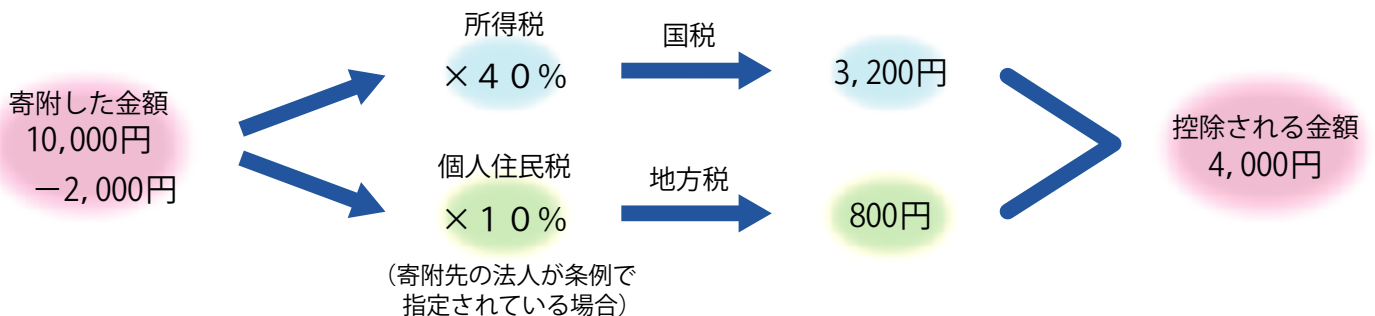 寄附した金額
10,000円
－2,000円
所得税
×４０％
国税
3,200円
個人住民税
×１０％
（寄附先の法人が条例で
指定されている場合）
地方税
800円
控除される金額
4,000円